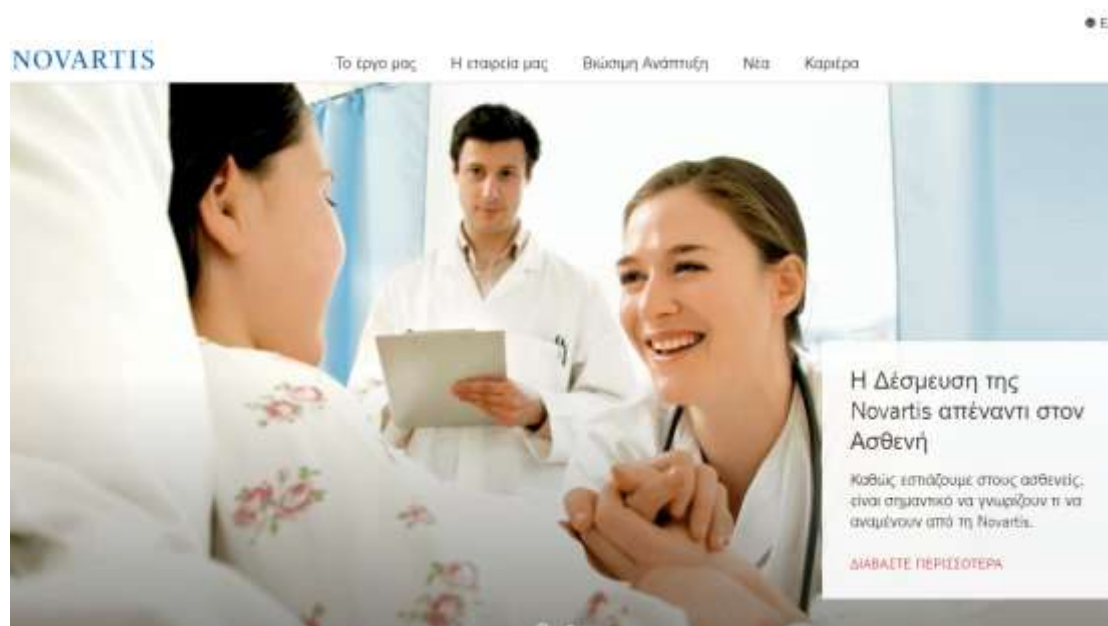 NOVARTIS
Το έργο μας Η εταιρεία μας Βιώσιμη Ανάπτυξη Νέα Καριέρα
Η Δέσμευση της
Novartis απέναντι στον
Ασθενή
Καθώς εστιάζουμε στους ασθενείς,
είναι σημαντικό να γνωρίζουν τι να
αναμένουν από τη Novartis.
ΔΙΑΒΑΣΤΕ ΠΕΡΙΣΣΟΤΕΡΑ